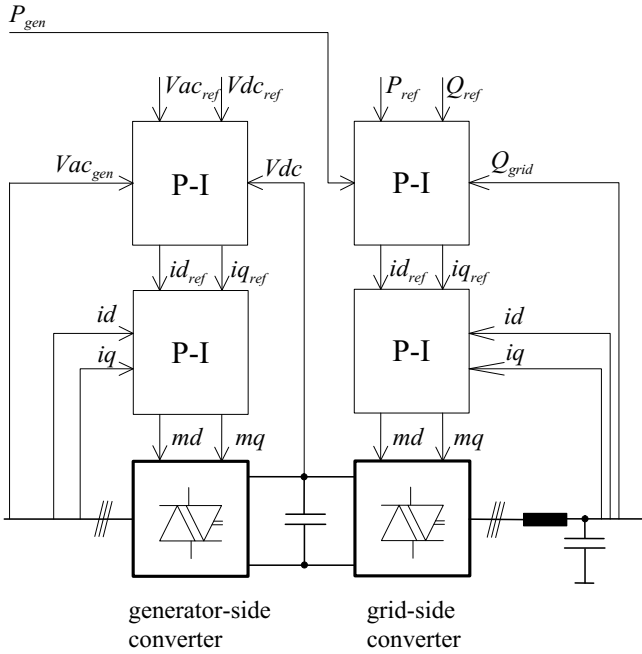 P_gen
Vac_ref Vdc_ref P_ref Q_ref
Vac_gen P-I Vdc P-I Q_grid
id_ref iq_ref id_ref iq_ref
id P-I P-I id
iq iq
md mq md mq
generator-side converter
grid-side converter